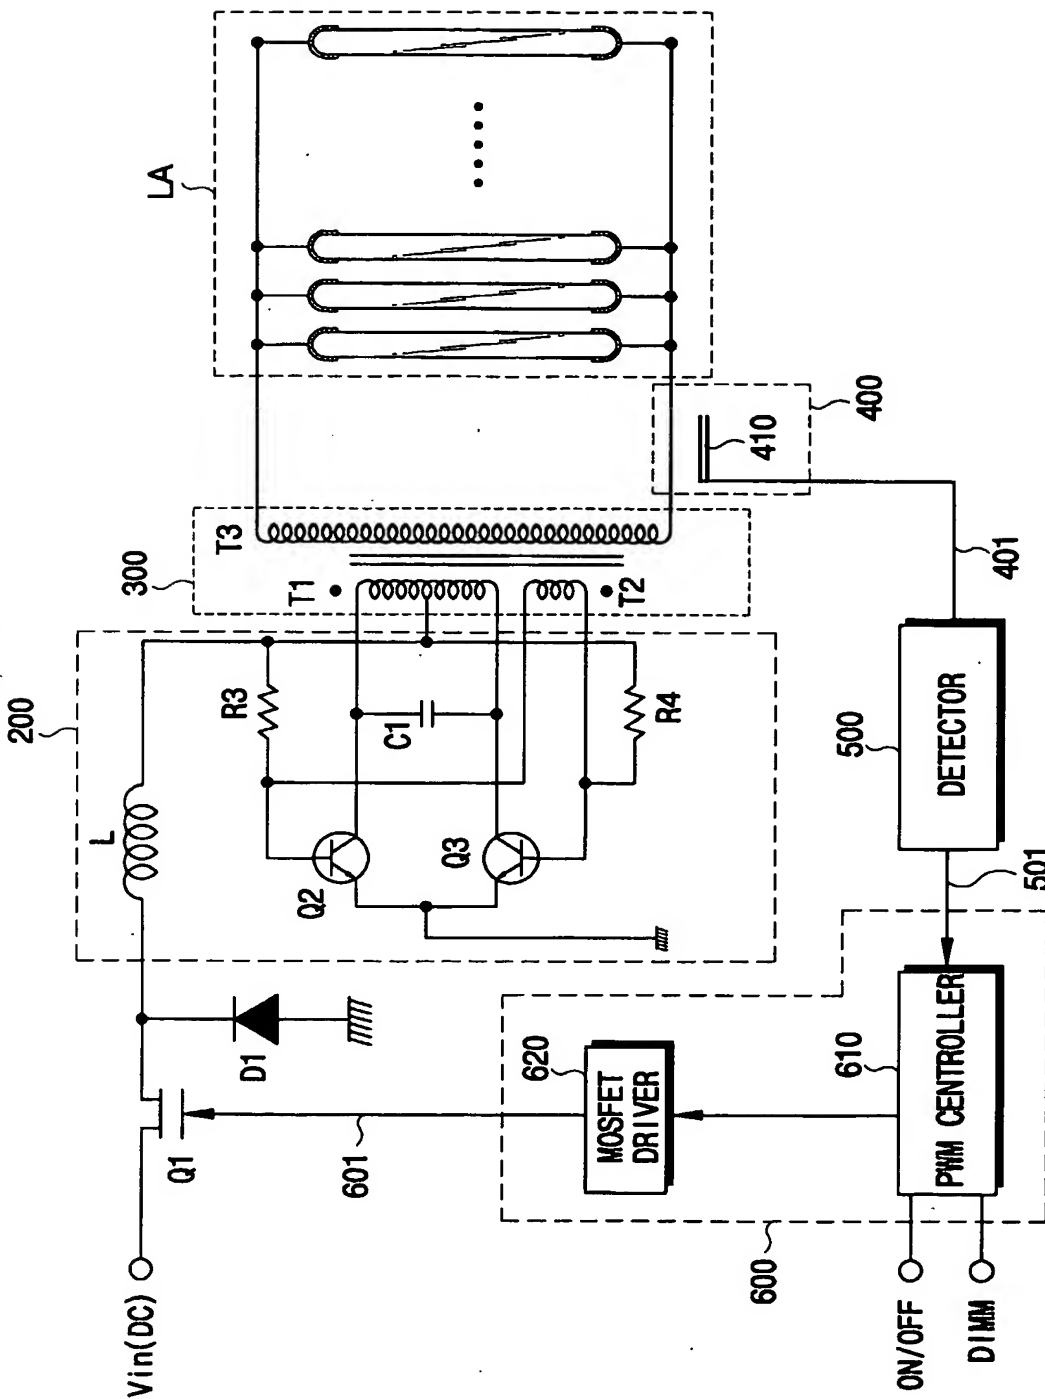 Vin(DC)
Q1
D1
L
200
R3
Q2
C1
Q3
R4
300
T1
T3
T2
LA
400
410
401
DETECTOR
500
501
601
620
MOSFET
DRIVER
PWM CENTROLLER
610
600
ON/OFF
DIMM